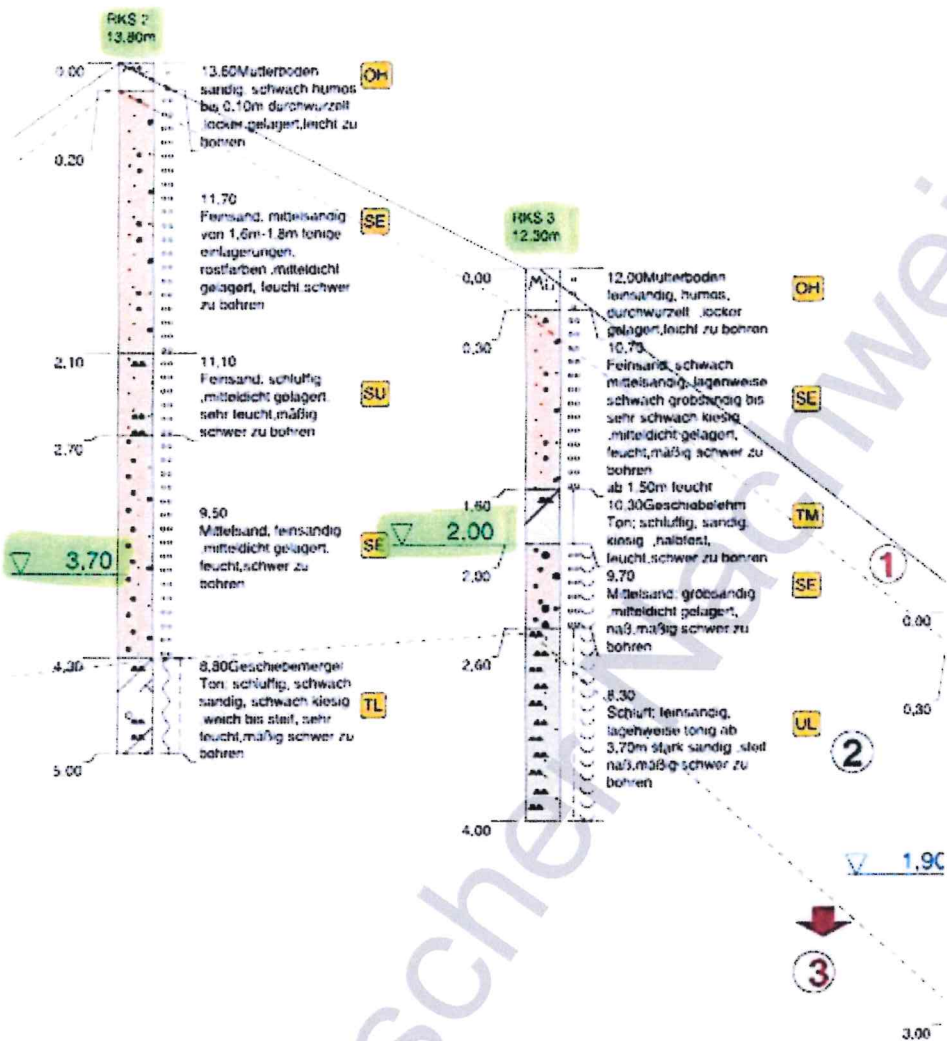 RKS 2
13.80m
0.00
13.60Mutterboden
sandig, schwach humos
bis 0.10m durchwurzelt
,locker gelagert,leicht zu
bohren
OH
0.20
11.70
Feinsand, mittelsandig
von 1,6m-1.8m tonige
einlagerungen,
rostfarben ,mitteldicht
gelagert, feucht,schwer
zu bohren
SE
2.10
11,10
Feinsand, schluffig
,mitteldicht gelagert,
sehr feucht,mäßig
schwer zu bohren
SU
2.70
9.50
Mittelsand, feinsandig
,mitteldicht gelagert,
feucht,schwer zu
bohren
SE
3,70
4,30
8,80Geschiebemergel
Ton, schluffig, schwach
sandig, schwach kiesig
,weich bis steif, sehr
feucht,mäßig schwer zu
bohren
TL
5.00
RKS 3
12.30m
0,00
12,00Mutterboden
feinsandig, humos,
durchwurzelt ,locker
gelagert,leicht zu bohren
OH
Mu
0,30
10,70
Feinsand, schwach
mittelsandig, lagenweise
schwach grobsandig bis
sehr schwach kiesig
,mitteldicht gelagert,
feucht,mäßig schwer zu
bohren
ab 1.50m feucht
SE
1,60
10,30Geschiebelehm
Ton, schluffig, sandig,
kiesig ,halbfest,
feucht,schwer zu bohren
TM
2,00
2,00
9,70
Mittelsand, grobsandig
,mitteldicht gelagert,
naß,mäßig schwer zu
bohren
SE
2,60
8,30
Schluff, feinsandig,
lagenweise tonig ab
3,70m stark sandig ,steif
naß,mäßig schwer zu
bohren
UL
4,00
1
0.00
0,30
2
1,90
3
3,00
scher Nachwei